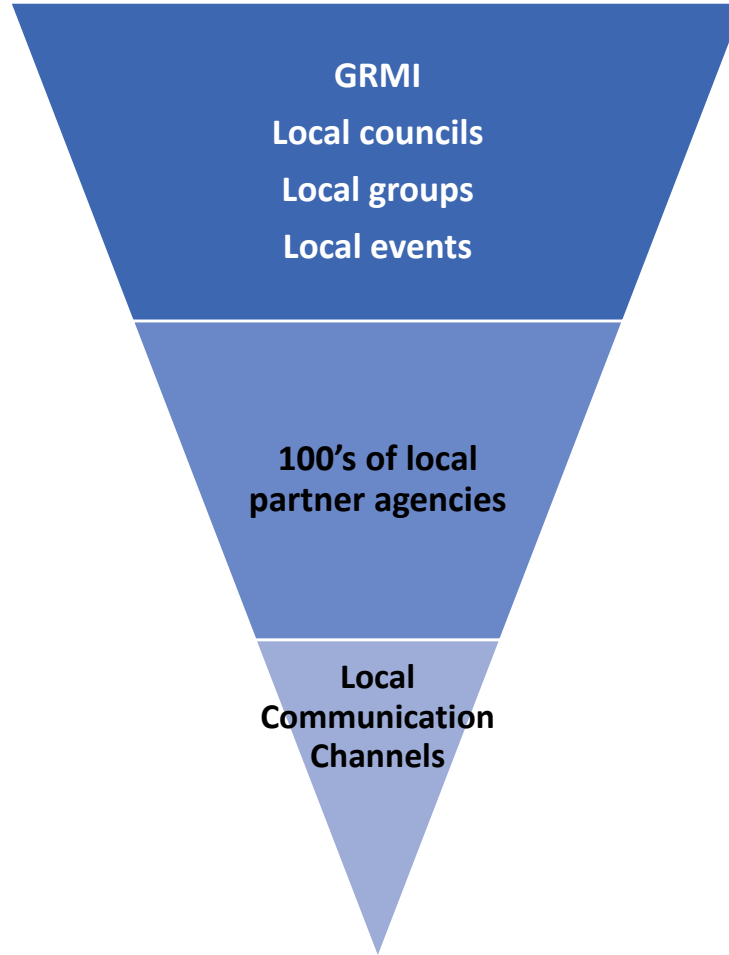 GRMI
Local councils
Local groups
Local events
100’s of local
partner agencies
Local
Communication
Channels